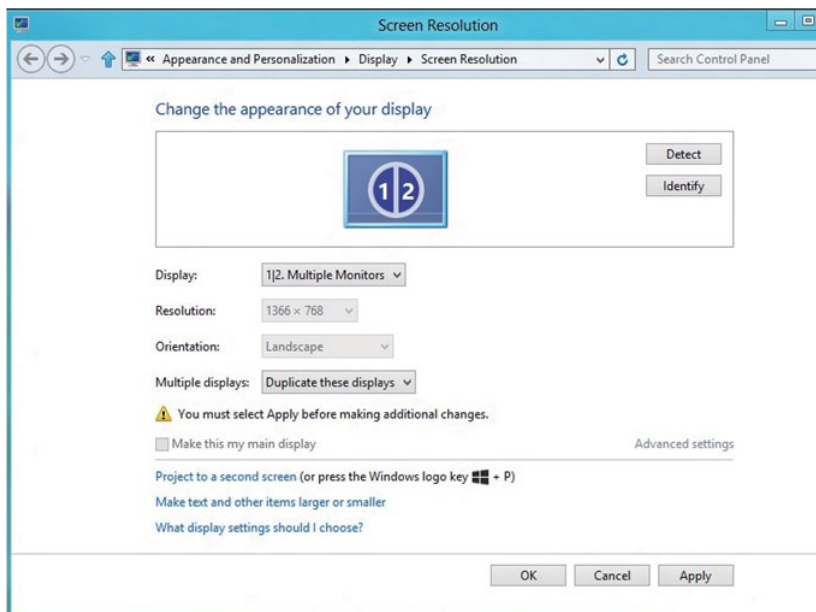 Screen Resolution
« Appearance and Personalization Display Screen Resolution Search Control Panel
Change the appearance of your display
1 2
Detect
Identify
Display: 1|2. Multiple Monitors
Resolution: 1366 × 768
Orientation: Landscape
Multiple displays: Duplicate these displays
You must select Apply before making additional changes.
Make this my main display Advanced settings
Project to a second screen (or press the Windows logo key + P)
Make text and other items larger or smaller
What display settings should I choose?
OK Cancel Apply